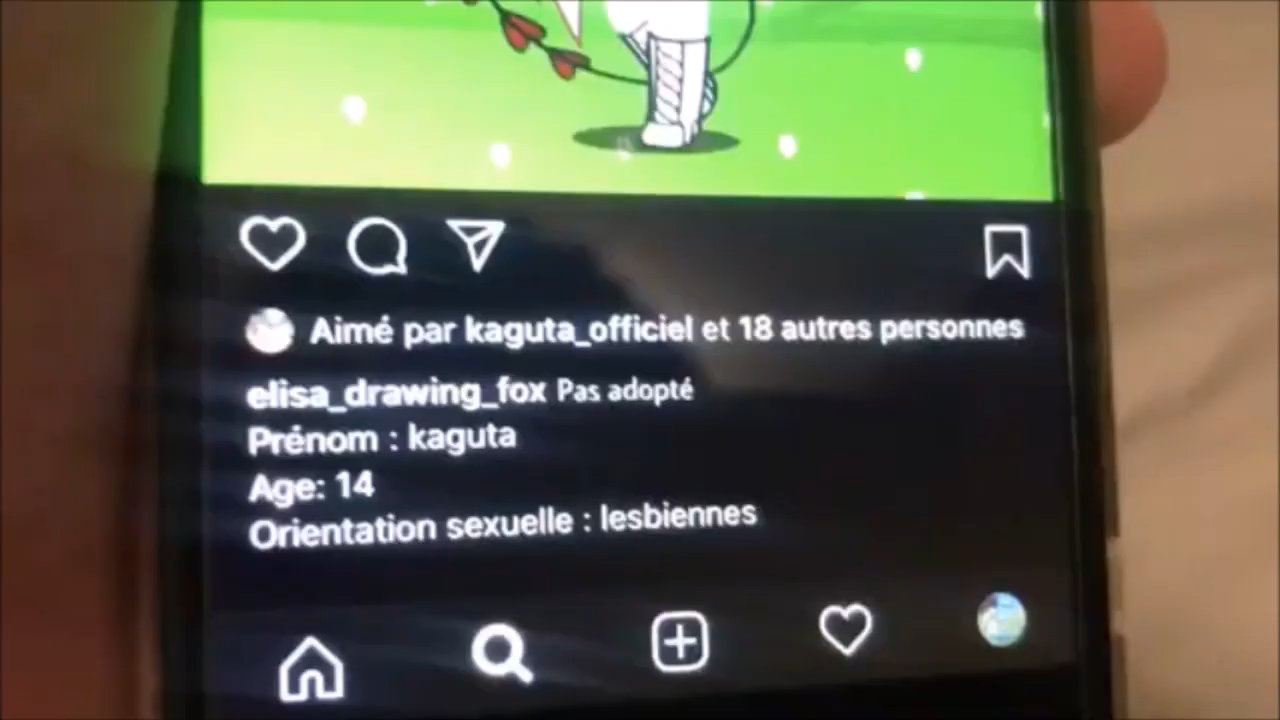 Aimé par kaguta_officiel et 18 autres personnes
elisa_drawing_fox Pas adopté
Prénom : kaguta
Age: 14
Orientation sexuelle : lesbiennes